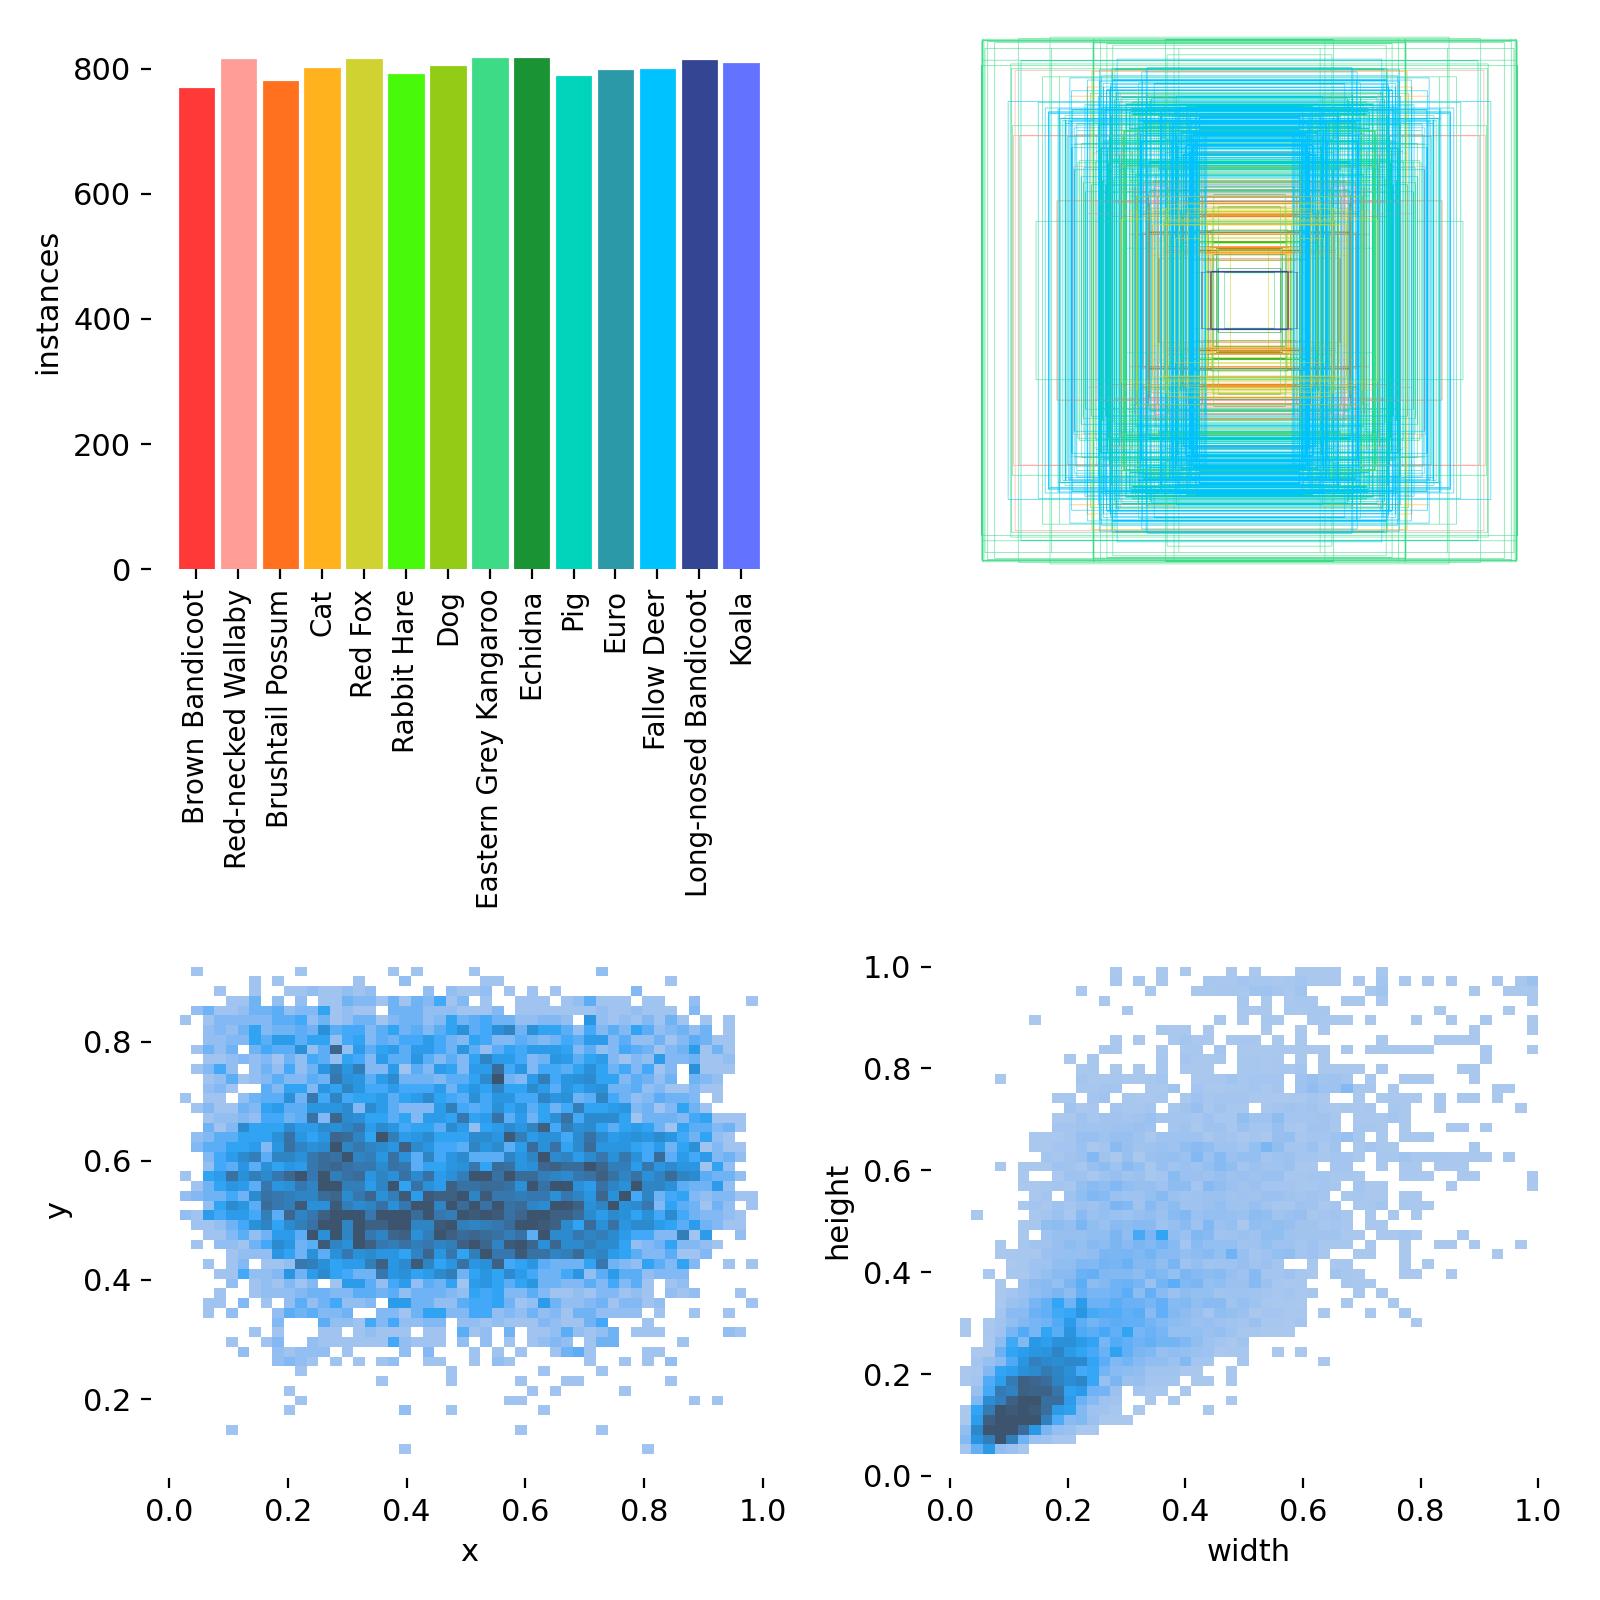 800
600
400
200
0
instances
Brown Bandicoot
Red-necked Wallaby
Brushtail Possum
Cat
Red Fox
Rabbit Hare
Dog
Eastern Grey Kangaroo
Echidna
Pig
Euro
Fallow Deer
Long-nosed Bandicoot
Koala
0.8
0.6
0.4
0.2
y
0.0 0.2 0.4 0.6 0.8 1.0
x
1.0
0.8
0.6
0.4
0.2
0.0
height
0.0 0.2 0.4 0.6 0.8 1.0
width